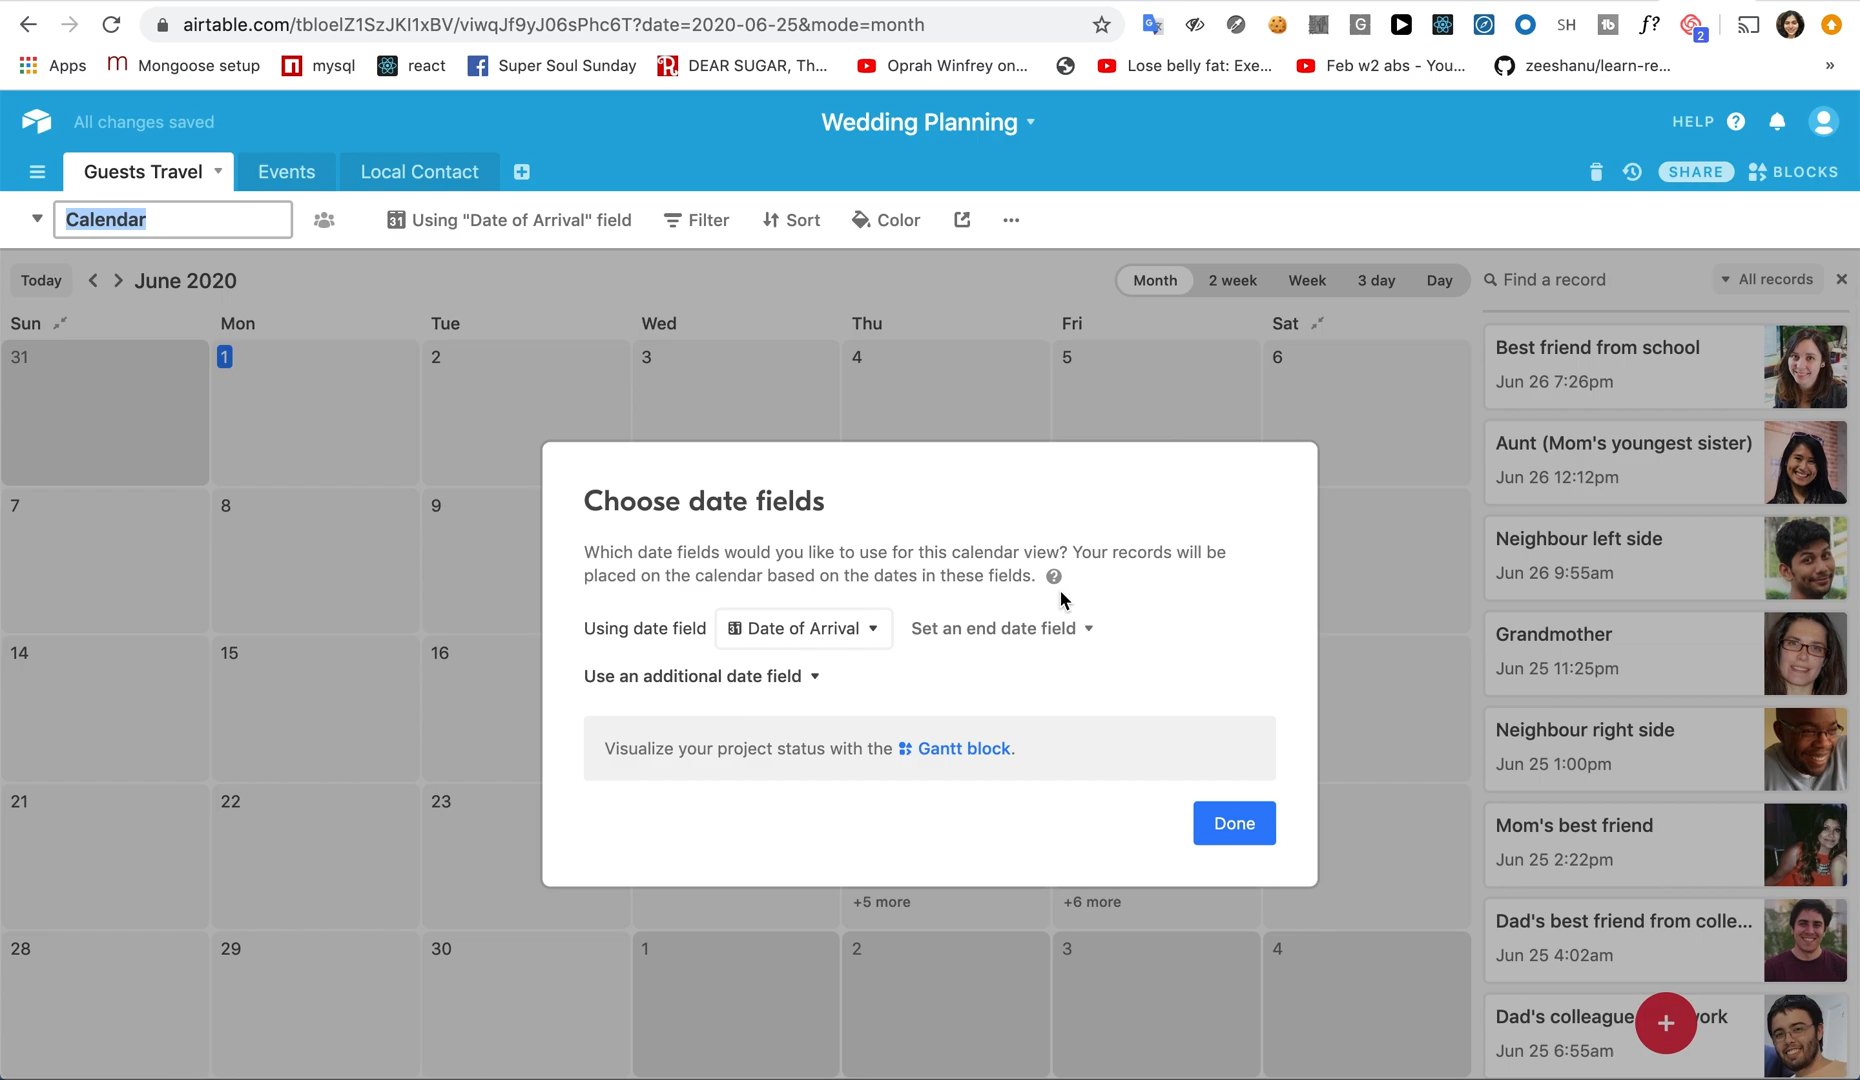 airtable.com/tbloelZ1SzJKI1xBV/viwqJf9yJ06sPhc6T?date=2020-06-25&mode=month
G SH tb f? 2
Apps Mongoose setup mysql react Super Soul Sunday DEAR SUGAR, Th... Oprah Winfrey on... Lose belly fat: Exe... Feb w2 abs - You... zeeshanu/learn-re... »
All changes saved Wedding Planning HELP
Guests Travel Events Local Contact SHARE BLOCKS
Calendar Using "Date of Arrival" field Filter Sort Color
Today June 2020 Month 2 week Week 3 day Day Find a record All records
Sun Mon Tue Wed Thu Fri Sat
31 1 2 3 4 5 6
7 8 9
14 15 16
21 22 23
+5 more +6 more
28 29 30 1 2 3 4
Choose date fields
Which date fields would you like to use for this calendar view? Your records will be
placed on the calendar based on the dates in these fields.
Using date field Date of Arrival Set an end date field
Use an additional date field
Visualize your project status with the Gantt block.
Done
Best friend from school
Jun 26 7:26pm
Aunt (Mom's youngest sister)
Jun 26 12:12pm
Neighbour left side
Jun 26 9:55am
Grandmother
Jun 25 11:25pm
Neighbour right side
Jun 25 1:00pm
Mom's best friend
Jun 25 2:22pm
Dad's best friend from colle...
Jun 25 4:02am
Dad's colleague ork
Jun 25 6:55am